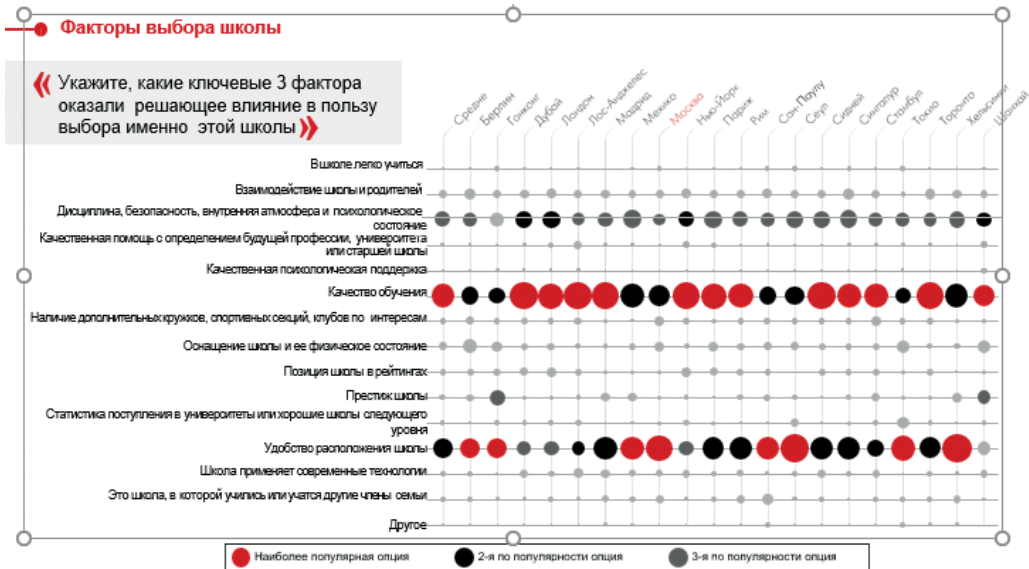 Факторы выбора школы
« Укажите, какие ключевые 3 фактора
оказали решающее влияние в пользу
выбора именно этой школы »
Средне
Берлин
Гонконг
Дубой
Лондон
Лос-Анджелес
Мадрид
Мехико
Москва
Нью-Йорк
Париж
Рим
Сан-Паулу
Сеул
Сидней
Сингапур
Стамбул
Токио
Торонто
Хельсинки
Шанхай
В школе легко учиться
Взаимодействие школы и родителей
Дисциплина, безопасность, внутренняя атмосфера и психологическое
состояние
Качественная помощь с определением будущей профессии, университета
или старшей школы
Качественная психологическая поддержка
Качество обучения
Наличие дополнительных кружков, спортивных секций, клубов по интересам
Оснащение школы и ее физическое состояние
Позиция школы в рейтингах
Престиж школы
Статистика поступления в университеты или хорошие школы следующего
уровня
Удобство расположения школы
Школа применяет современные технологии
Это школа, в которой учились или учатся другие члены семьи
Другое
Наиболее популярная опция
2-я по популярности опция
3-я по популярности опция